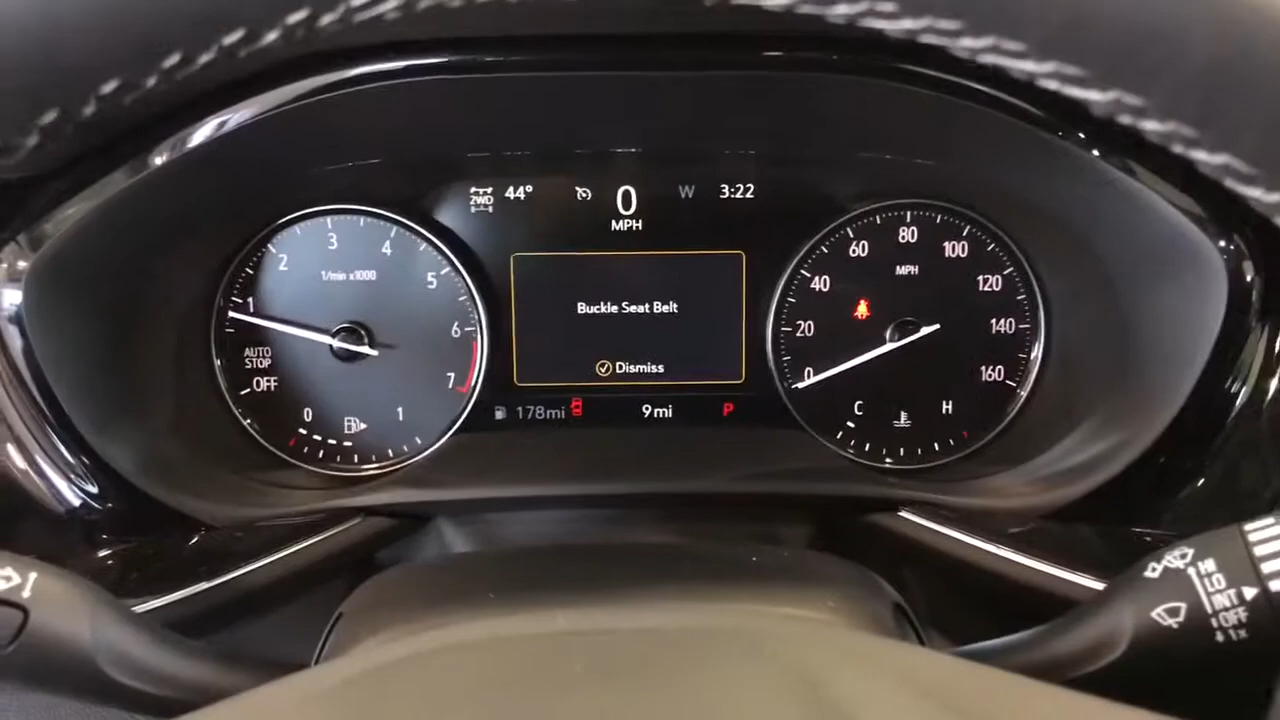 2WD 44° 0 W 3:22
MPH
1 2 3 4 5 6 7
1/min x1000
AUTO
STOP
OFF
0 1
Buckle Seat Belt
Dismiss
178mi 9mi P
0 20 40 60 80 100 120 140 160
MPH
C H
HI
LO
INT
OFF
1x